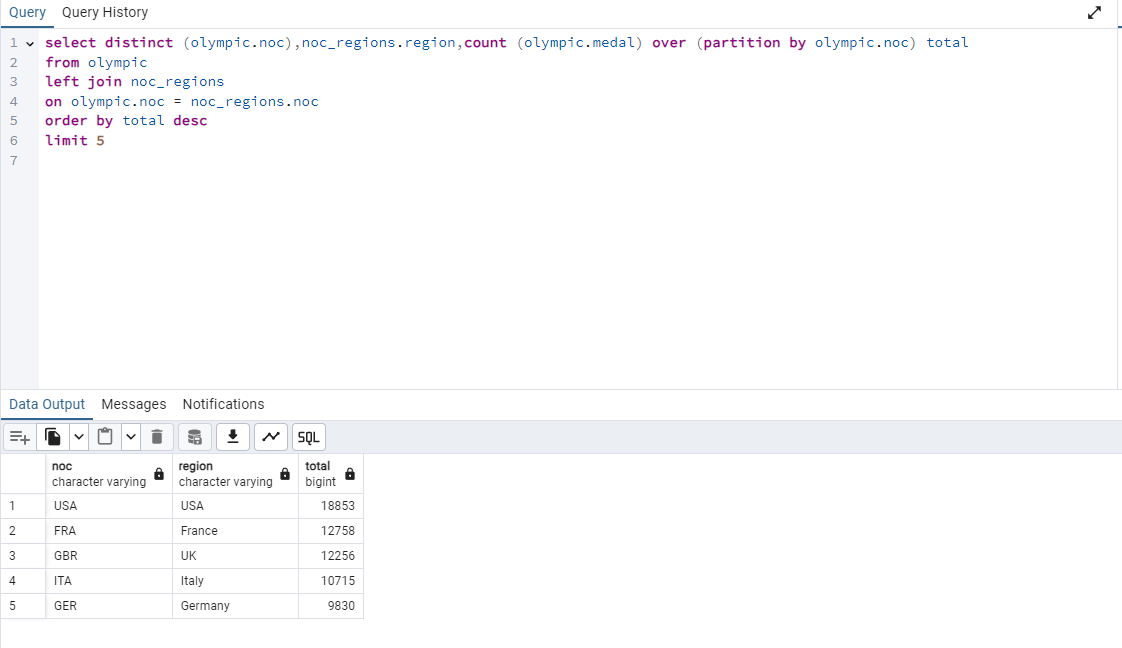 Query Query History
1 select distinct (olympic.noc),noc_regions.region,count (olympic.medal) over (partition by olympic.noc) total
2 from olympic
3 left join noc_regions
4 on olympic.noc = noc_regions.noc
5 order by total desc
6 limit 5
7
Data Output Messages Notifications
SQL
noc region total
character varying character varying bigint
1 USA USA 18853
2 FRA France 12758
3 GBR UK 12256
4 ITA Italy 10715
5 GER Germany 9830